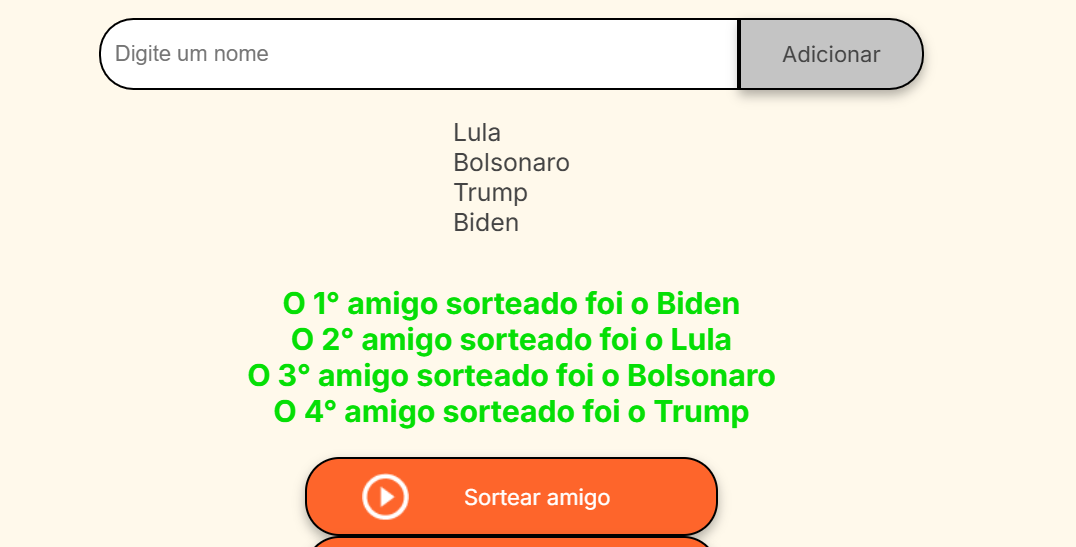 Digite um nome
Adicionar
Lula
Bolsonaro
Trump
Biden
O 1° amigo sorteado foi o Biden
O 2° amigo sorteado foi o Lula
O 3° amigo sorteado foi o Bolsonaro
O 4° amigo sorteado foi o Trump
Sortear amigo